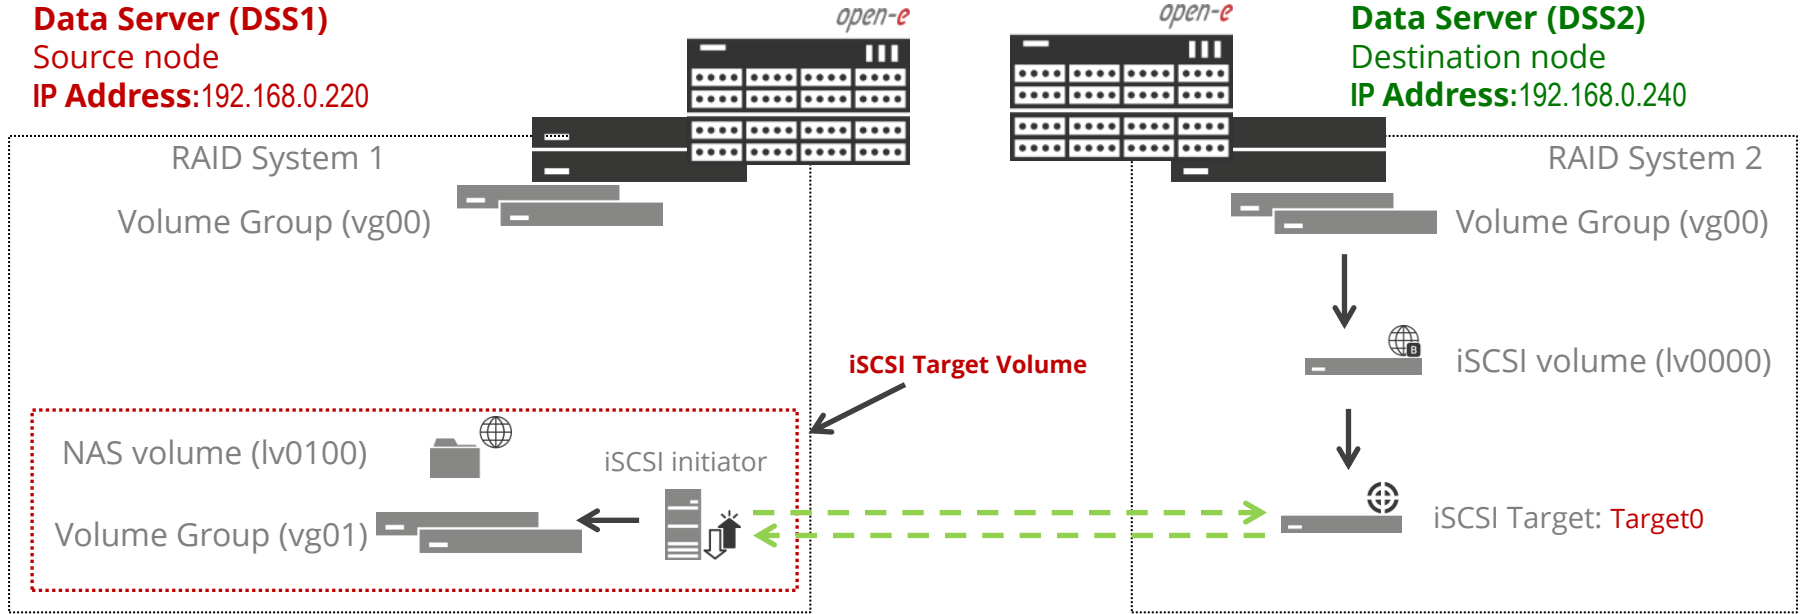 Data Server (DSS1)
Source node
IP Address:192.168.0.220
open-e
open-e
Data Server (DSS2)
Destination node
IP Address:192.168.0.240
RAID System 1
Volume Group (vg00)
RAID System 2
Volume Group (vg00)
iSCSI volume (lv0000)
B
iSCSI Target Volume
NAS volume (lv0100)
iSCSI initiator
Volume Group (vg01)
iSCSI Target: Target0